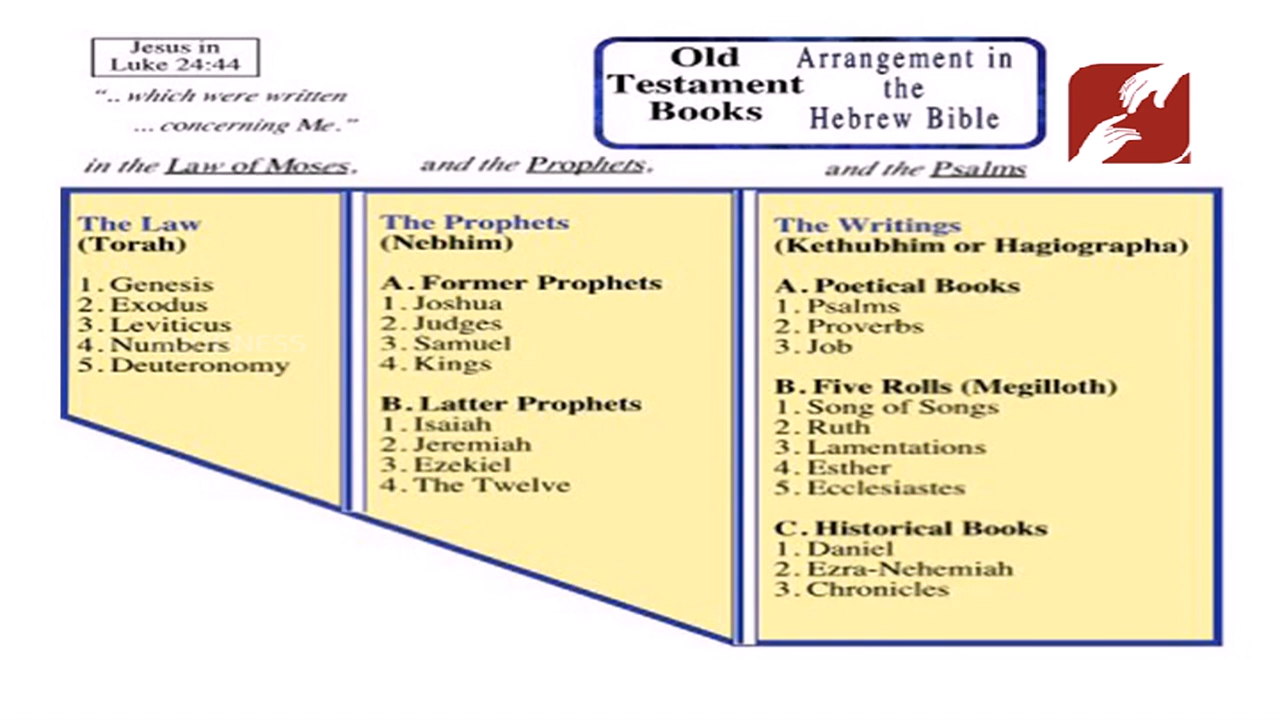 Jesus in
Luke 24:44
“.. which were written
... concerning Me.”
Old
Testament
Books
Arrangement in
the
Hebrew Bible
in the Law of Moses,
and the Prophets,
and the Psalms
The Law
(Torah)
1. Genesis
2. Exodus
3. Leviticus
4. Numbers
5. Deuteronomy
The Prophets
(Nebhim)
A. Former Prophets
1. Joshua
2. Judges
3. Samuel
4. Kings
B. Latter Prophets
1. Isaiah
2. Jeremiah
3. Ezekiel
4. The Twelve
The Writings
(Kethubhim or Hagiographa)
A. Poetical Books
1. Psalms
2. Proverbs
3. Job
B. Five Rolls (Megilloth)
1. Song of Songs
2. Ruth
3. Lamentations
4. Esther
5. Ecclesiastes
C. Historical Books
1. Daniel
2. Ezra-Nehemiah
3. Chronicles